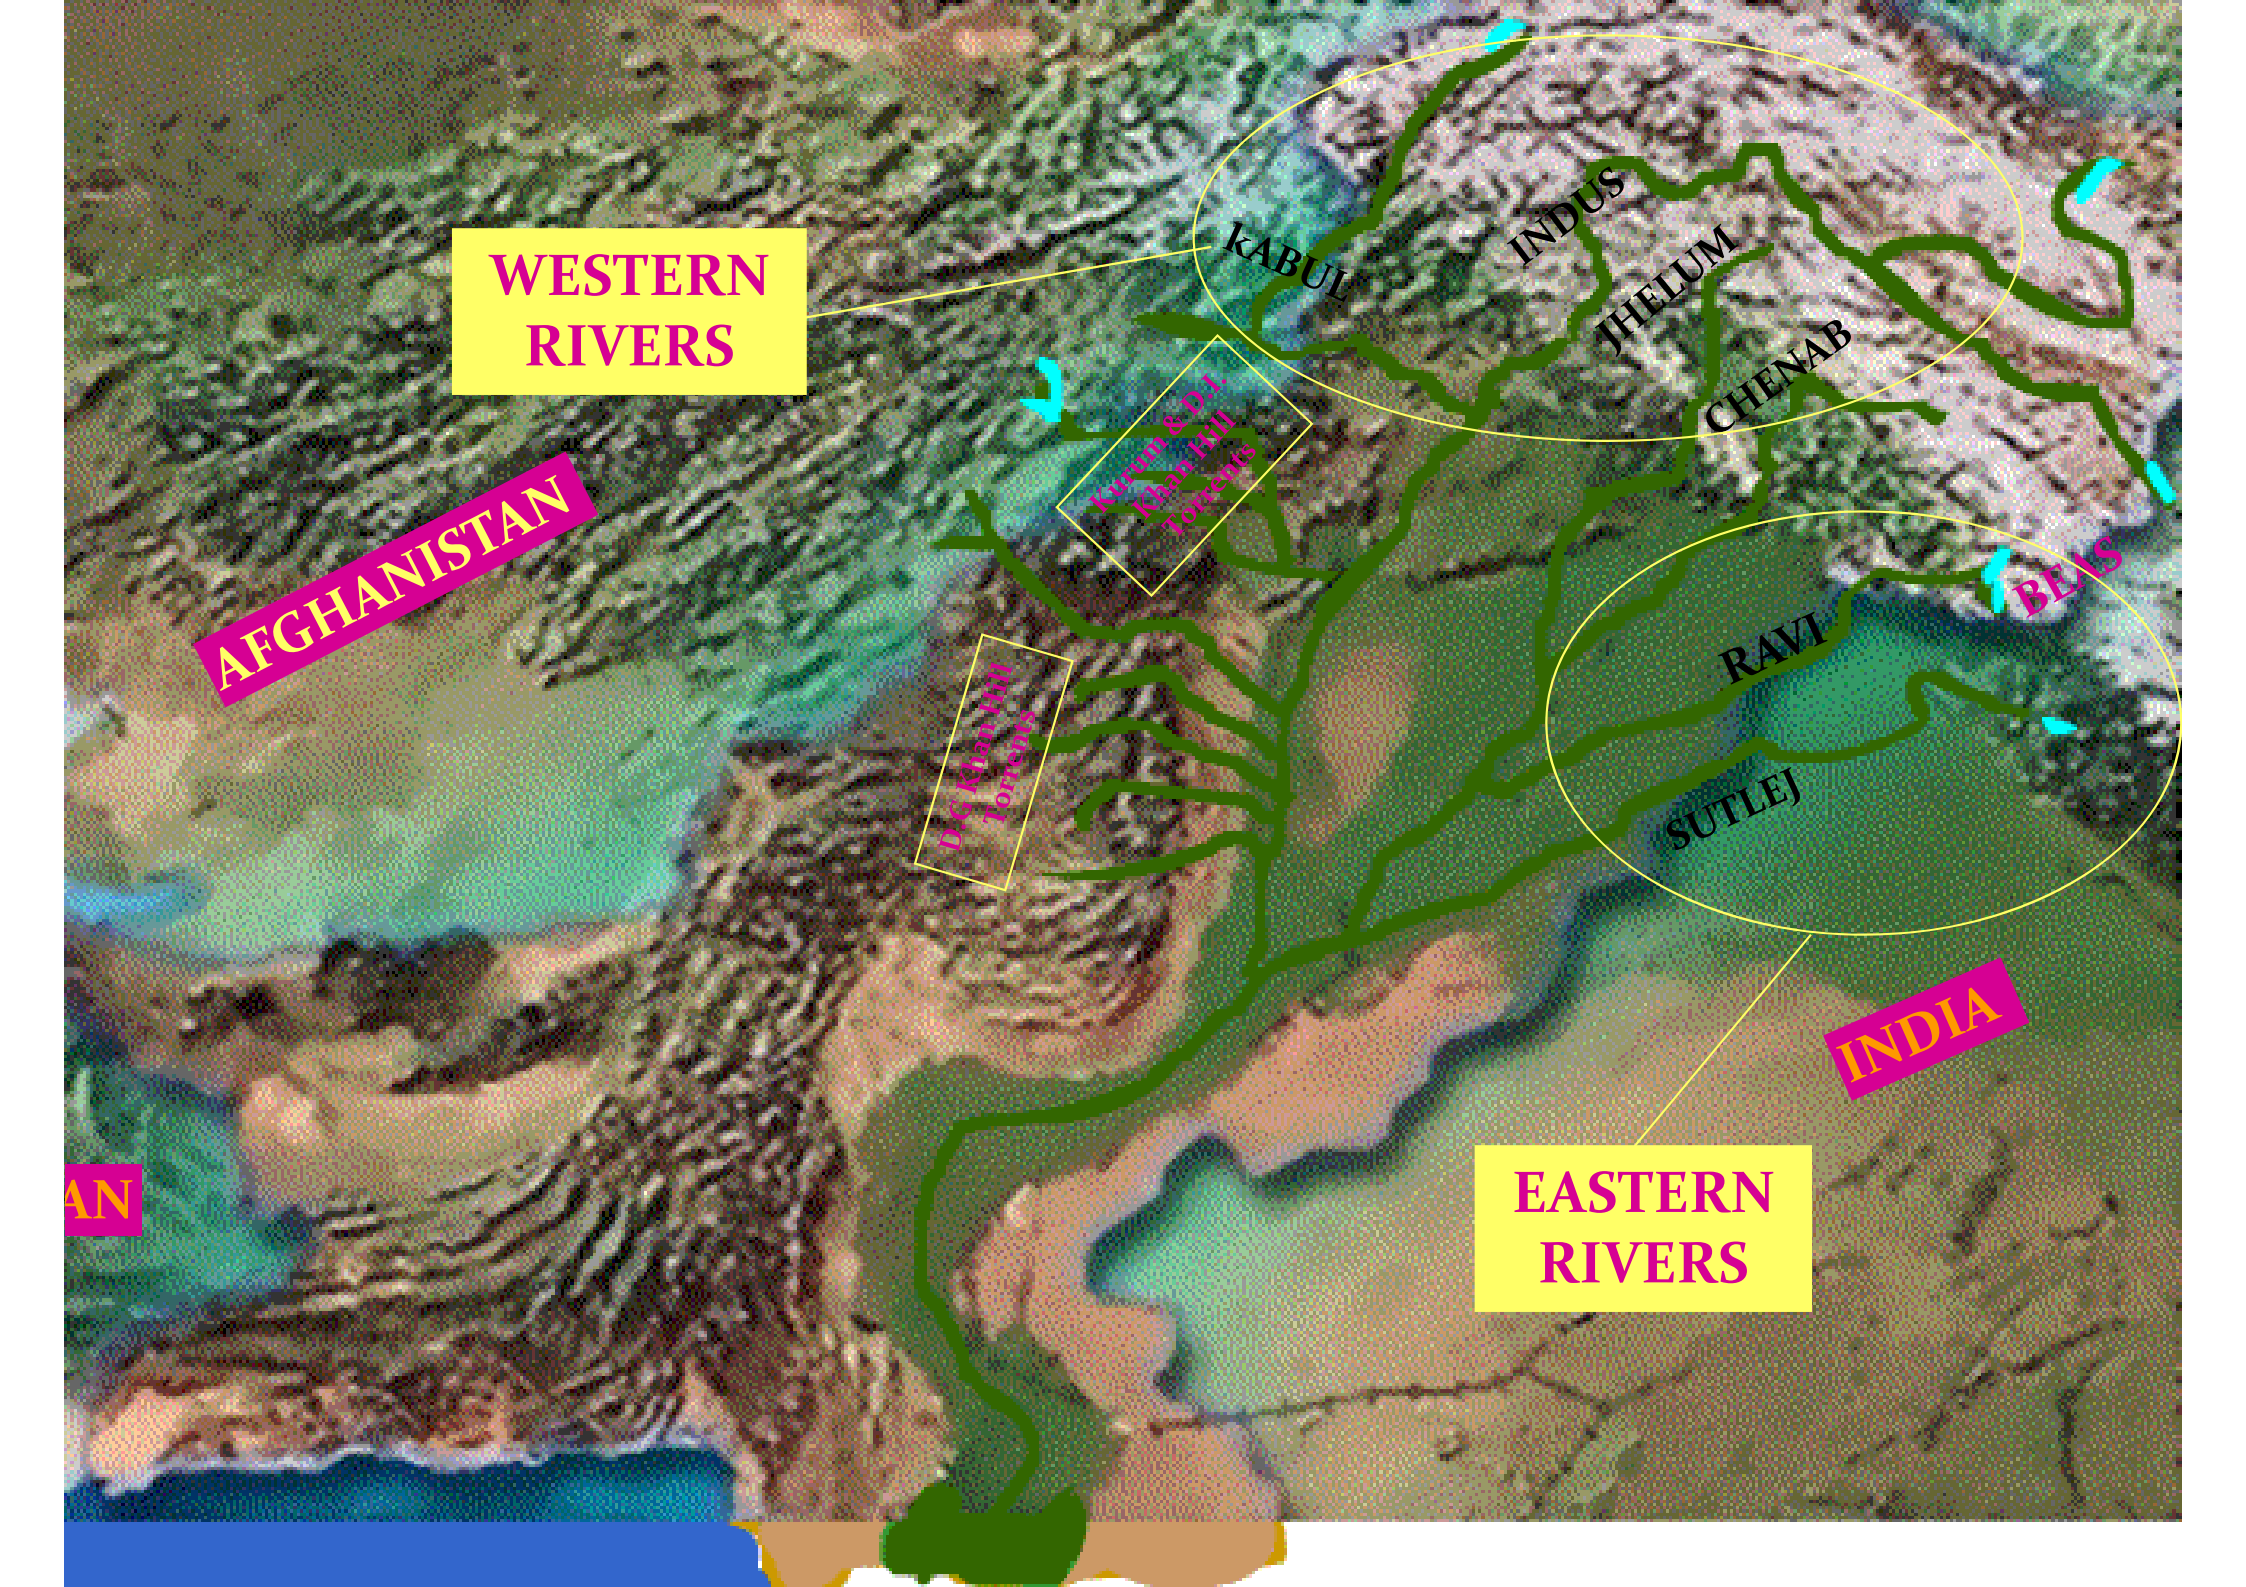 WESTERN
RIVERS
kABUL
INDUS
JHELUM
CHENAB
Kurum & D.I.
Khan Hill
Torrents
AFGHANISTAN
BEAS
RAVI
D G Khan Hill
Torrents
SUTLEJ
INDIA
AN
EASTERN
RIVERS